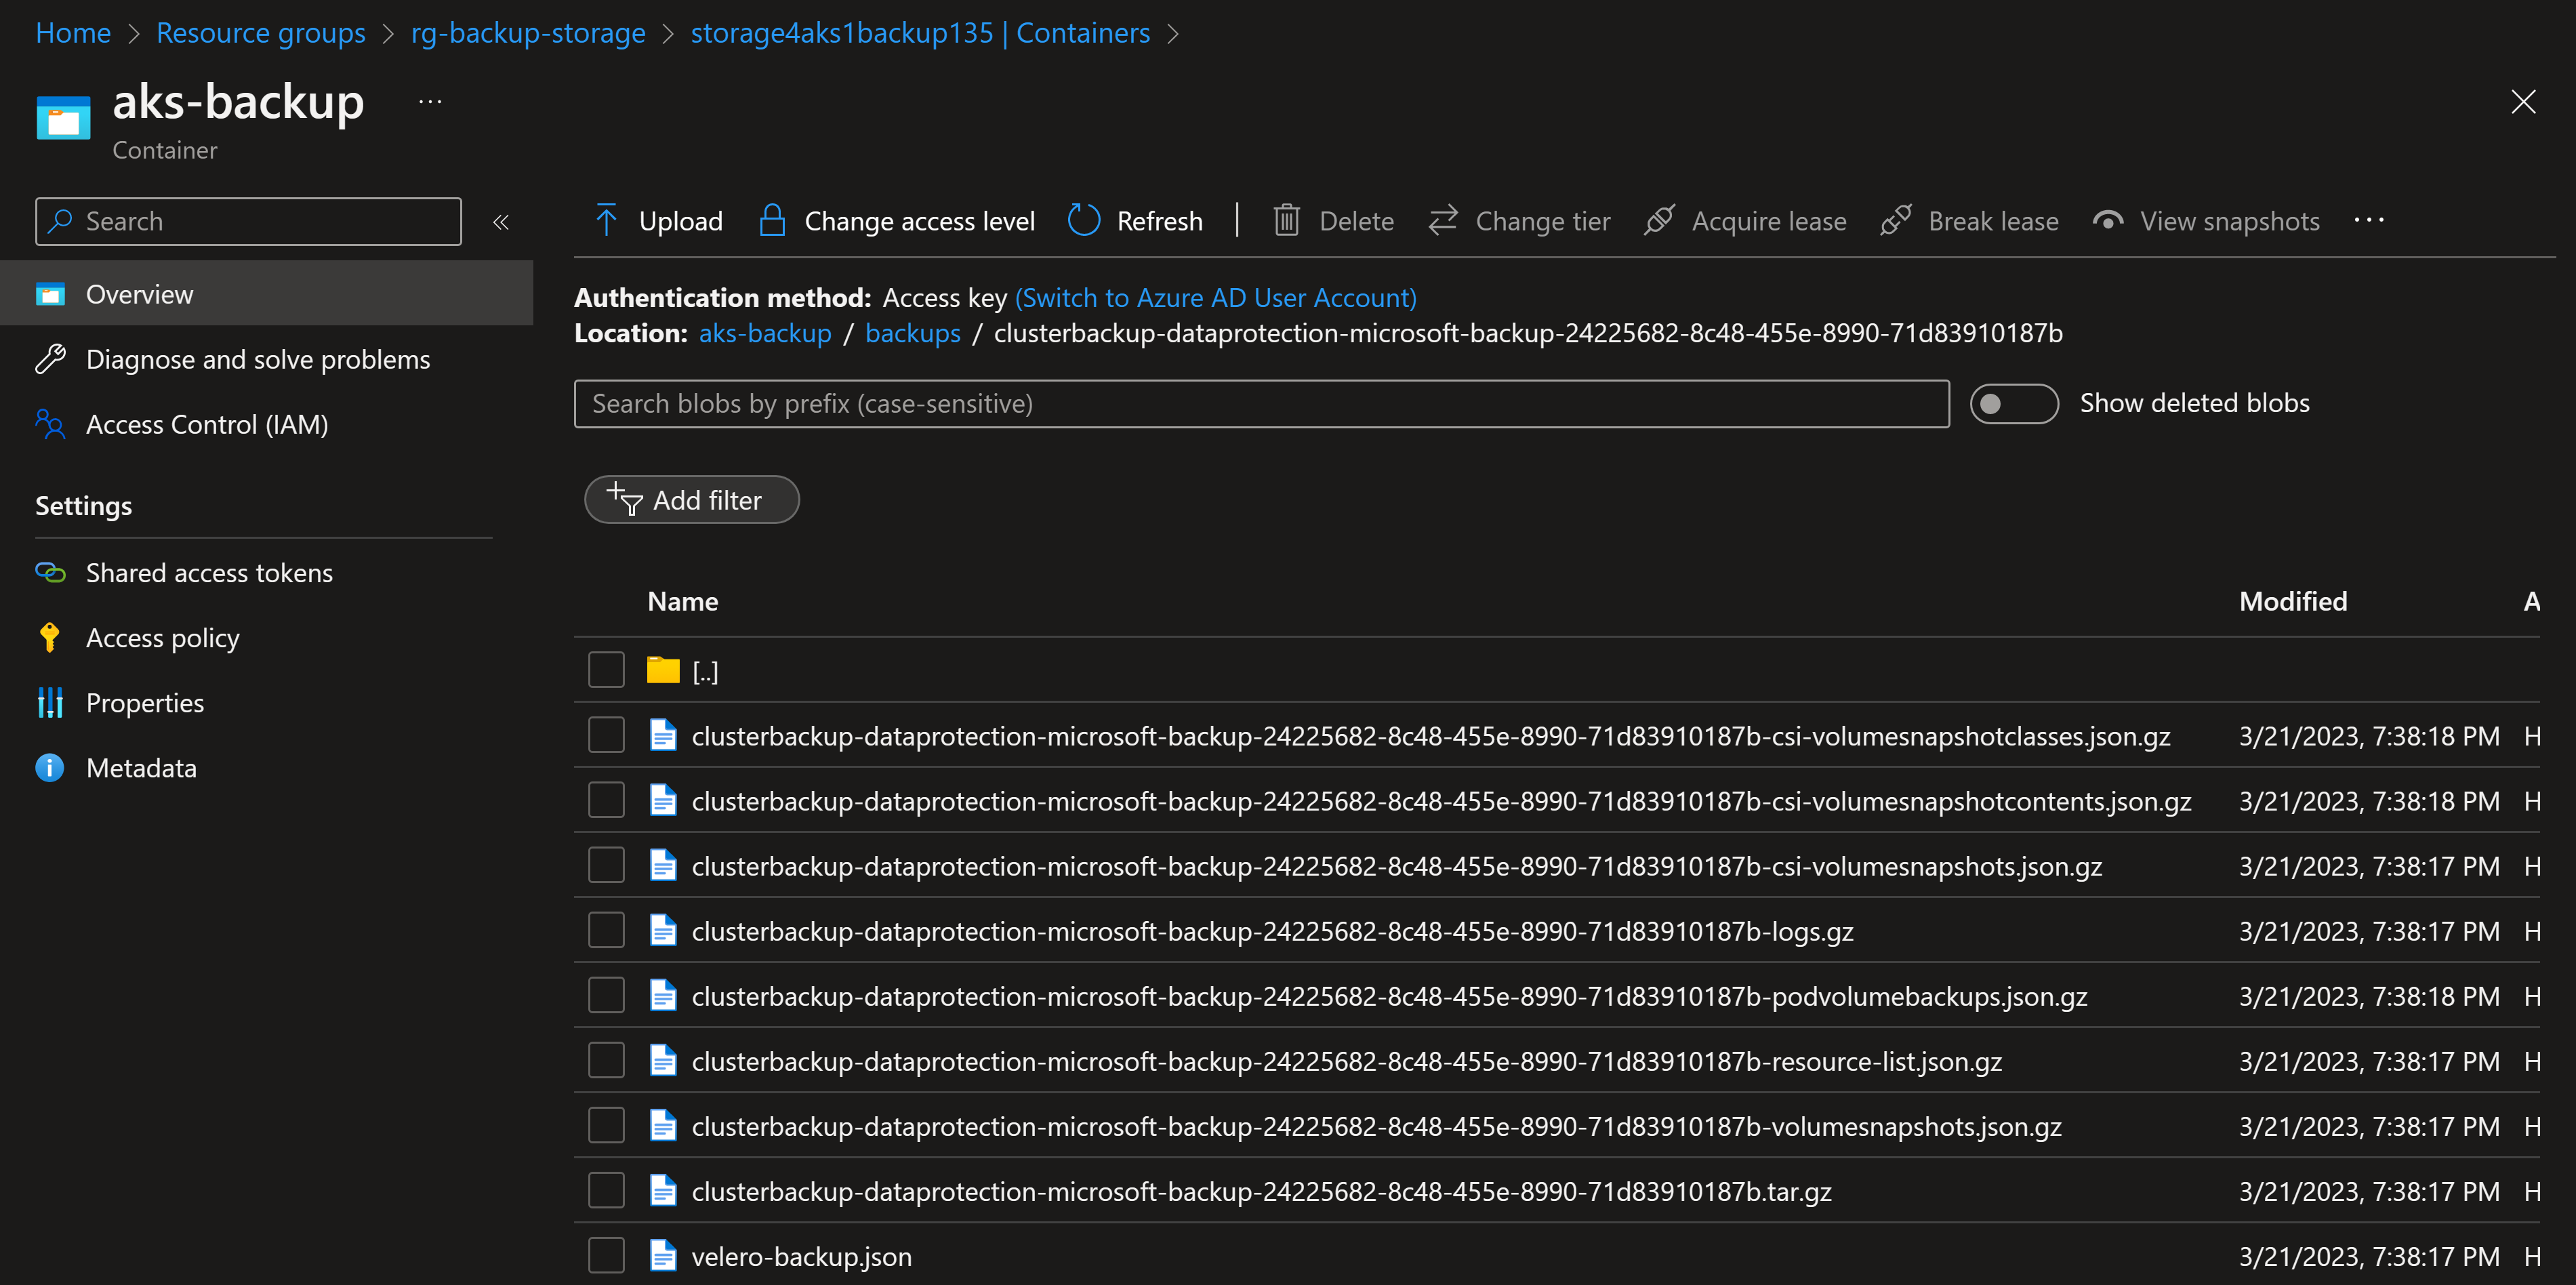 Home > Resource groups > rg-backup-storage > storage4aks1backup135 | Containers >
aks-backup ...
Container
Search «
Overview
Diagnose and solve problems
Access Control (IAM)
Settings
Shared access tokens
Access policy
Properties
Metadata
Upload Change access level Refresh | Delete Change tier Acquire lease Break lease View snapshots ...
Authentication method: Access key (Switch to Azure AD User Account)
Location: aks-backup / backups / clusterbackup-dataprotection-microsoft-backup-24225682-8c48-455e-8990-71d83910187b
Search blobs by prefix (case-sensitive) Show deleted blobs
Add filter
Name Modified A
[..]
clusterbackup-dataprotection-microsoft-backup-24225682-8c48-455e-8990-71d83910187b-csi-volumesnapshotclasses.json.gz 3/21/2023, 7:38:18 PM H
clusterbackup-dataprotection-microsoft-backup-24225682-8c48-455e-8990-71d83910187b-csi-volumesnapshotcontents.json.gz 3/21/2023, 7:38:18 PM H
clusterbackup-dataprotection-microsoft-backup-24225682-8c48-455e-8990-71d83910187b-csi-volumesnapshots.json.gz 3/21/2023, 7:38:17 PM H
clusterbackup-dataprotection-microsoft-backup-24225682-8c48-455e-8990-71d83910187b-logs.gz 3/21/2023, 7:38:17 PM H
clusterbackup-dataprotection-microsoft-backup-24225682-8c48-455e-8990-71d83910187b-podvolumebackups.json.gz 3/21/2023, 7:38:18 PM H
clusterbackup-dataprotection-microsoft-backup-24225682-8c48-455e-8990-71d83910187b-resource-list.json.gz 3/21/2023, 7:38:17 PM H
clusterbackup-dataprotection-microsoft-backup-24225682-8c48-455e-8990-71d83910187b-volumesnapshots.json.gz 3/21/2023, 7:38:17 PM H
clusterbackup-dataprotection-microsoft-backup-24225682-8c48-455e-8990-71d83910187b.tar.gz 3/21/2023, 7:38:17 PM H
velero-backup.json 3/21/2023, 7:38:17 PM H